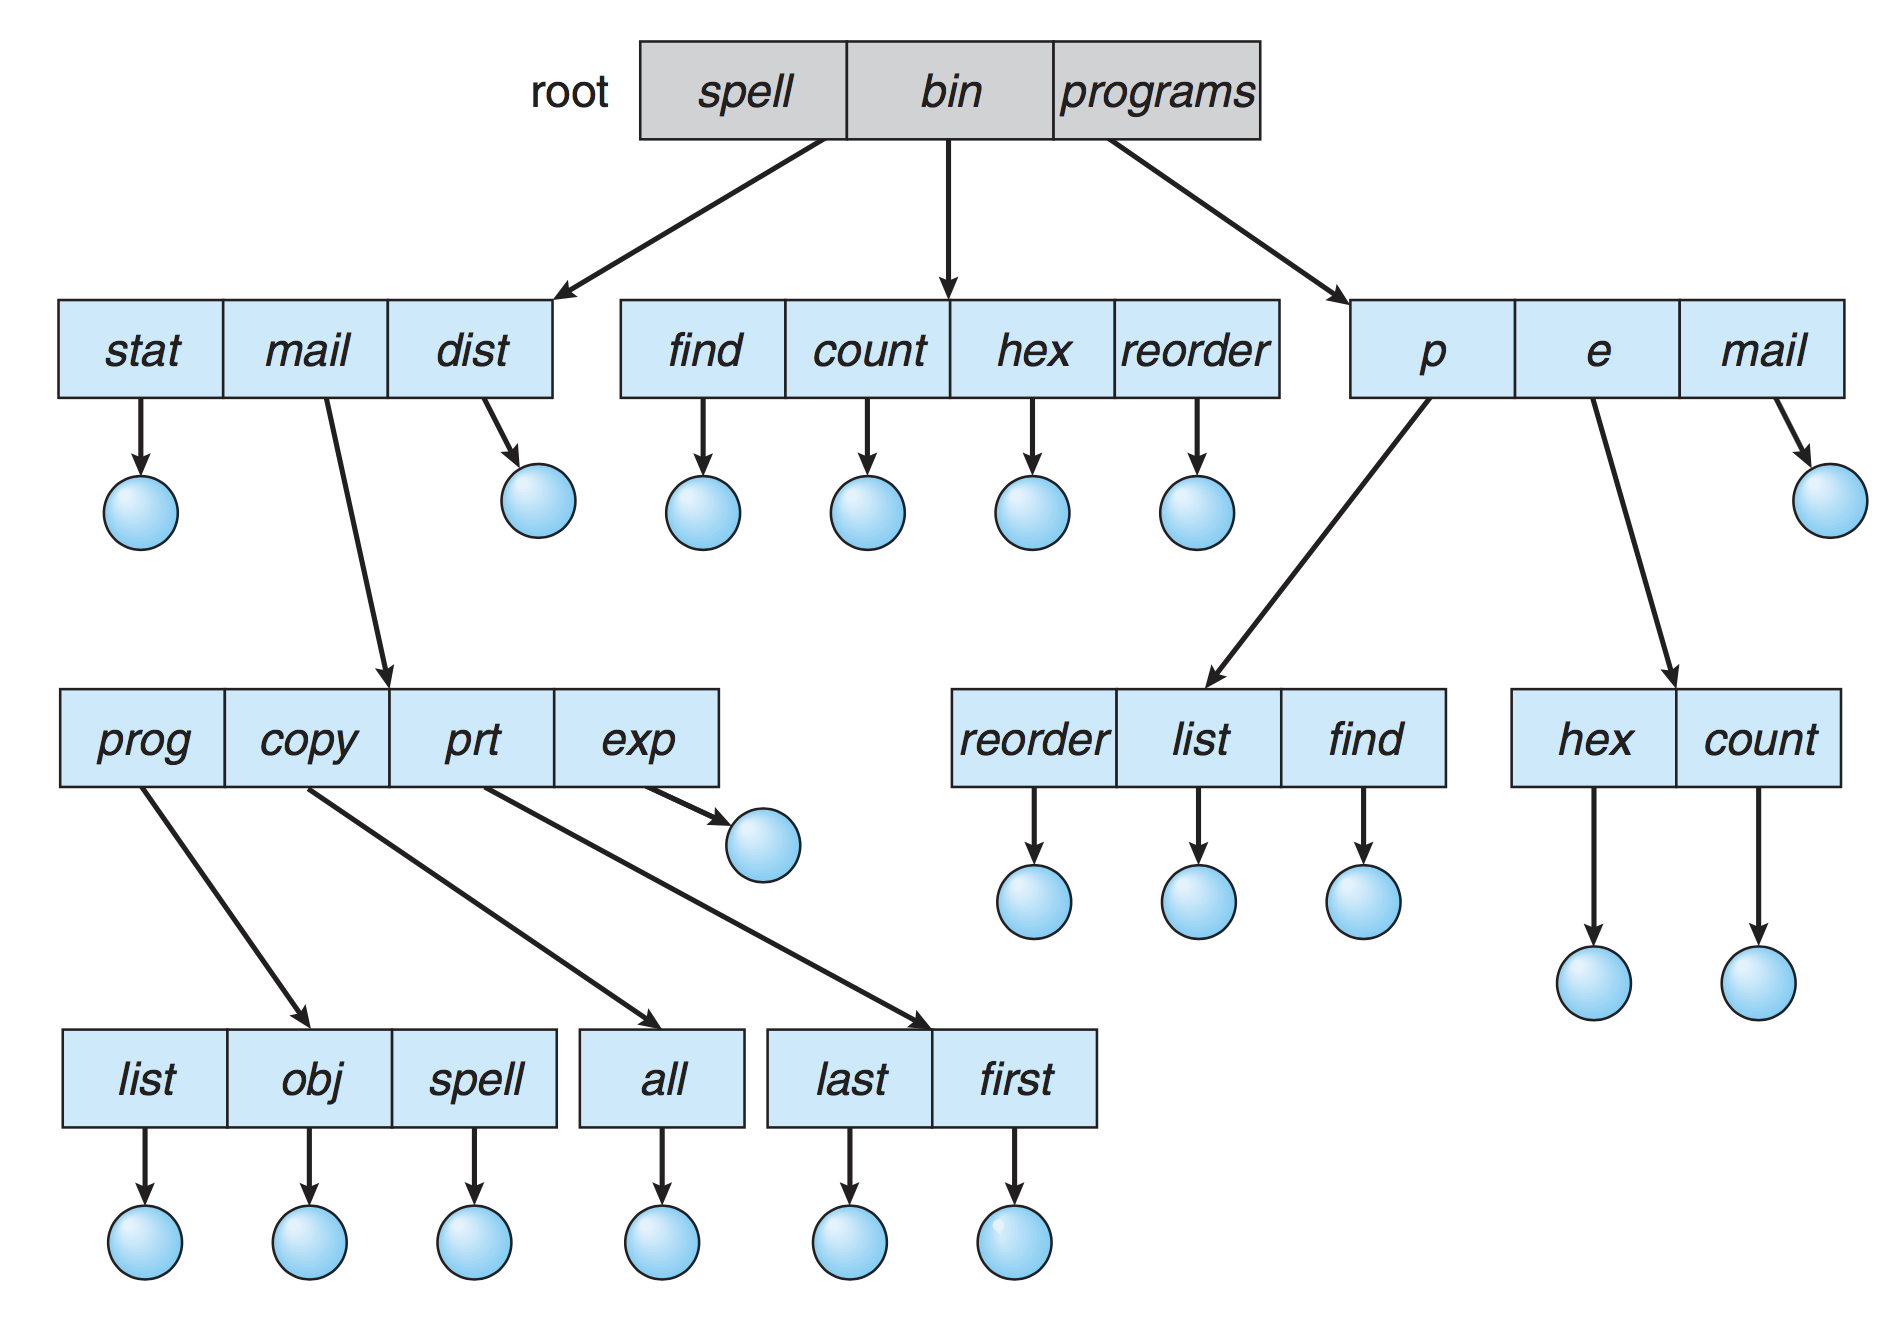 root spell bin programs
stat mail dist find count hex reorder p e mail
prog copy prt exp reorder list find hex count
list obj spell all last first